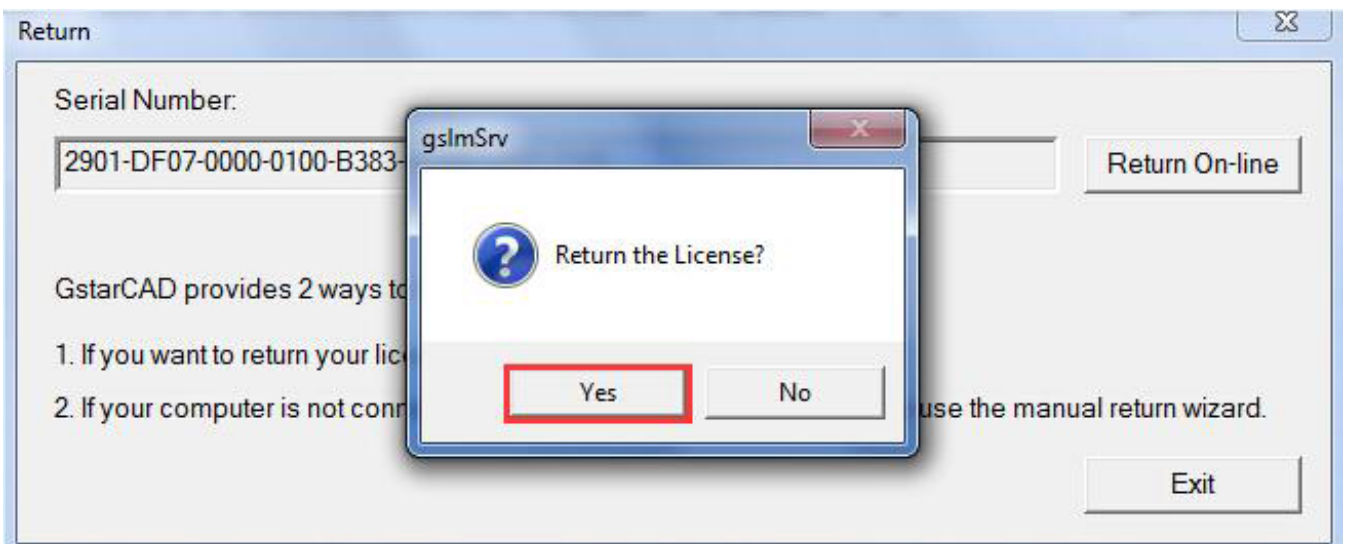 Return
Serial Number:
gslmSrv
2901-DF07-0000-0100-B383-
Return On-line
Return the License?
GstarCAD provides 2 ways to
1. If you want to return your lice
Yes
No
2. If your computer is not conn
use the manual return wizard.
Exit